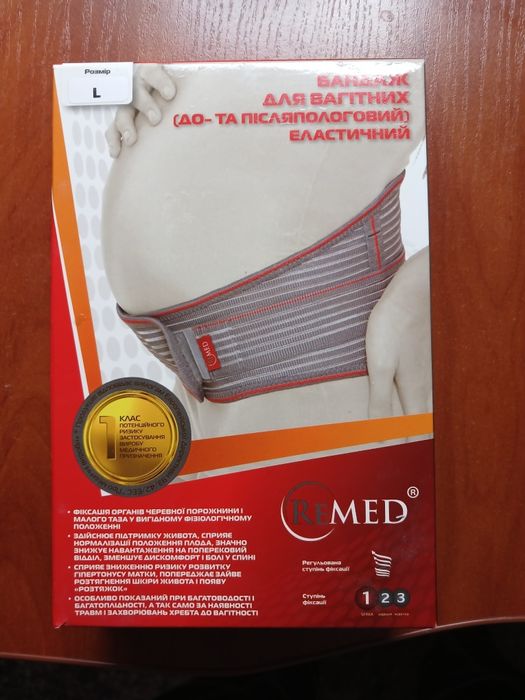 Розмір
L
БАНДАЖ
ДЛЯ ВАГІТНИХ
(ДО- ТА ПІСЛЯПОЛОГОВИЙ)
ЕЛАСТИЧНИЙ
REMED
1 КЛАС
ПОТЕНЦІЙНОГО
РИЗИКУ
ЗАСТОСУВАННЯ
ВИРОБУ
МЕДИЧНОГО
ПРИЗНАЧЕННЯ
93/42/EEC
REMED®
• ФІКСАЦІЯ ОРГАНІВ ЧЕРЕВНОЇ ПОРОЖНИНИ І
МАЛОГО ТАЗА У ВИГІДНОМУ ФІЗІОЛОГІЧНОМУ
ПОЛОЖЕННІ
• ЗДІЙСНЮЄ ПІДТРИМКУ ЖИВОТА, СПРИЯЄ
НОРМАЛІЗАЦІЇ ПОЛОЖЕННЯ ПЛОДА, ЗНАЧНО
ЗНИЖУЄ НАВАНТАЖЕННЯ НА ПОПЕРЕКОВИЙ
ВІДДІЛ, ЗМЕНШУЄ ДИСКОМФОРТ І БОЛІ У СПИНІ
• СПРИЯЄ ЗНИЖЕННЮ РИЗИКУ РОЗВИТКУ
ГІПЕРТОНУСУ МАТКИ, ПОПЕРЕДЖАЄ ЗАЙВЕ
РОЗТЯГНЕННЯ ШКІРИ ЖИВОТА І ПОЯВУ
«РОЗТЯЖОК»
• ОСОБЛИВО ПОКАЗАНИЙ ПРИ БАГАТОВОДОСТІ І
БАГАТОПЛІДНОСТІ, А ТАК САМО ЗА НАЯВНОСТІ
ТРАВМ І ЗАХВОРЮВАНЬ ХРЕБТА ДО ВАГІТНОСТІ
Регульована
ступінь фіксації
Ступінь
фіксації
1 2 3